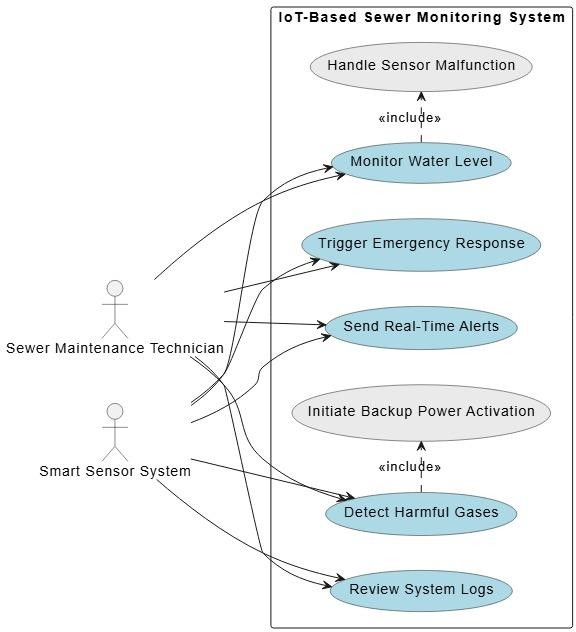 IoT-Based Sewer Monitoring System
Handle Sensor Malfunction
«include»
Monitor Water Level
Trigger Emergency Response
Send Real-Time Alerts
Sewer Maintenance Technician
Initiate Backup Power Activation
Smart Sensor System
«include»
Detect Harmful Gases
Review System Logs